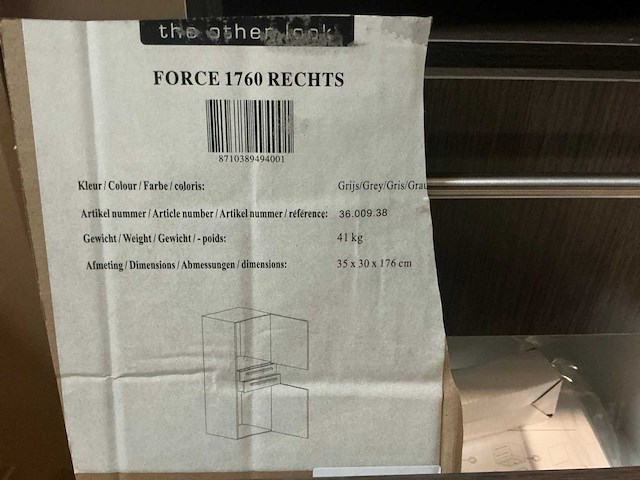 the other look
FORCE 1760 RECHTS
8710389494001
Kleur / Colour / Farbe / coloris: Grijs/Grey/Gris/Grau
Artikel nummer / Article number / Artikel nummer / référence: 36.009.38
Gewicht / Weight / Gewicht / - poids: 41 kg
Afmeting / Dimensions / Abmessungen / dimensions: 35 x 30 x 176 cm